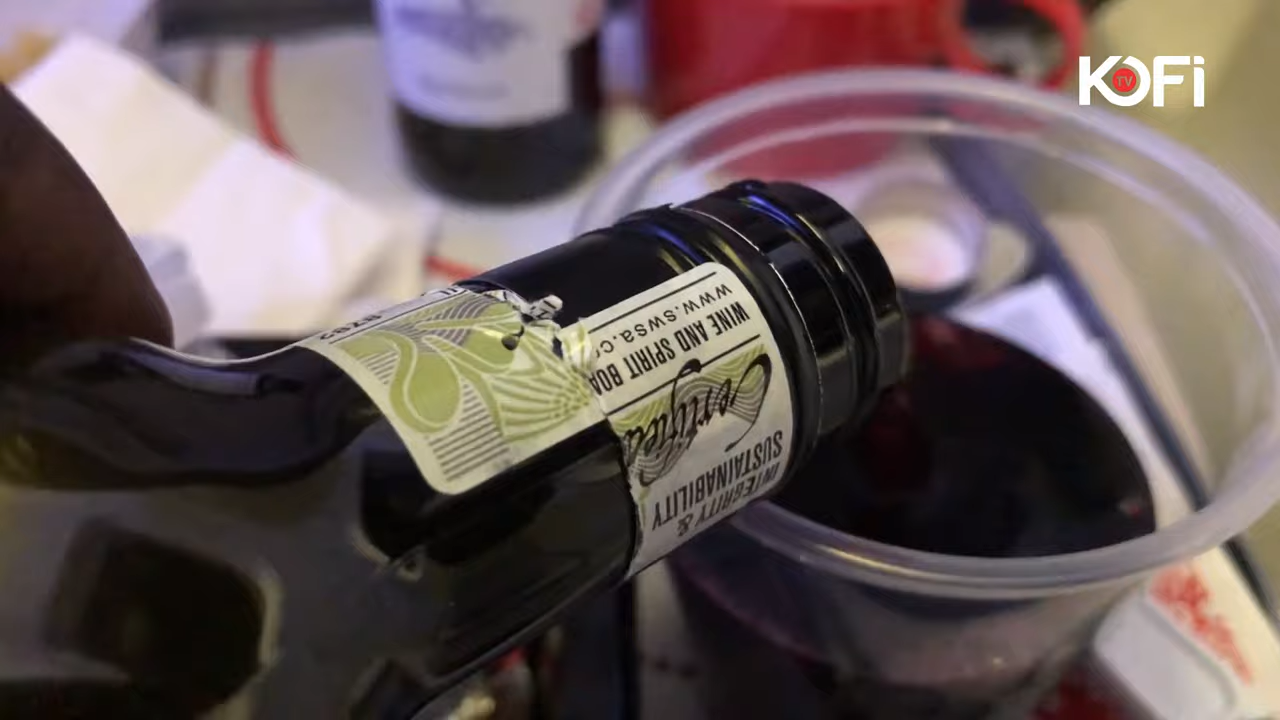 KOFi
TV
INTEGRITY &
SUSTAINABILITY
Certified
WINE AND SPIRIT BOA
www.swsa.c